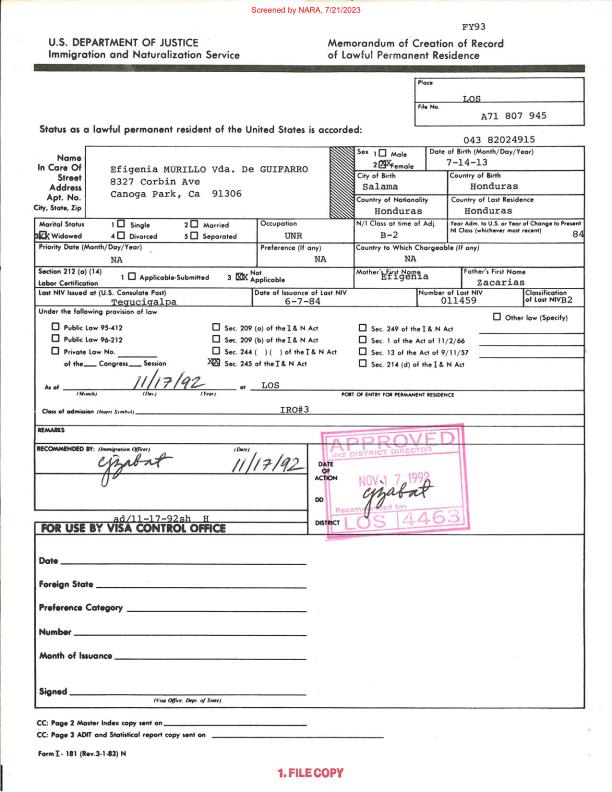 Screened by NARA, 7/21/2023
FY93
U.S. DEPARTMENT OF JUSTICE
Immigration and Naturalization Service
Memorandum of Creation of Record
of Lawful Permanent Residence
Place
LOS
File No.
A71 807 945
Status as a lawful permanent resident of the United States is accorded:
043 82024915
Name
In Care Of
Street
Address
Apt. No.
City, State, Zip
Efigenia MURILLO Vda. De GUIFARRO
8327 Corbin Ave
Canoga Park, Ca 91306
Sex 1 ☐ Male
2 ☒ Female
Date of Birth (Month/Day/Year)
7-14-13
City of Birth
Salama
Country of Birth
Honduras
Country of Nationality
Honduras
Country of Last Residence
Honduras
Marital Status 1 ☐ Single 2 ☐ Married
3 ☒ Widowed 4 ☐ Divorced 5 ☐ Separated
Occupation
UNR
N/I Class at time of Adj.
B-2
Year Adm. to U.S. or Year of Change to Present
NI Class (whichever most recent)
84
Priority Date (Month/Day/Year)
NA
Preference (If any)
NA
Country to Which Chargeable (If any)
NA
Section 212 (a) (14)
Labor Certification
1 ☐ Applicable-Submitted 3 ☒ Not Applicable
Mother's First Name
Efigenia
Father's First Name
Zacarias
Last NIV Issued at (U.S. Consulate Post)
Tegucigalpa
Date of Issuance of Last NIV
6-7-84
Number of Last NIV
011459
Classification
of Last NIV B2
Under the following provision of law
☐ Other law (Specify)
☐ Public Law 95-412 ☐ Sec. 209 (a) of the I & N Act ☐ Sec. 249 of the I & N Act
☐ Public Law 96-212 ☐ Sec. 209 (b) of the I & N Act ☐ Sec. 1 of the Act of 11/2/66
☐ Private Law No. ☐ Sec. 244 ( ) ( ) of the I & N Act ☐ Sec. 13 of the Act of 9/11/57
of the Congress, Session ☒ Sec. 245 of the I & N Act ☐ Sec. 214 (d) of the I & N Act
As of 11/17/92 at LOS
(Month) (Day) (Year) PORT OF ENTRY FOR PERMANENT RESIDENCE
Class of admission (Insert Symbol) IRO#3
REMARKS
RECOMMENDED BY: (Immigration Officer) (Date)
11/17/92
DATE
OF
ACTION
DD
DISTRICT
APPROVED
INS DISTRICT DIRECTOR
NOV 17 1992
Recommended by:
LOS 4463
ad/11-17-92sh H
FOR USE BY VISA CONTROL OFFICE
Date
Foreign State
Preference Category
Number
Month of Issuance
Signed
(Visa Office, Dept. of State)
CC: Page 2 Master Index copy sent on
CC: Page 3 ADIT and Statistical report copy sent on
Form I - 181 (Rev.3-1-83) N
1. FILE COPY